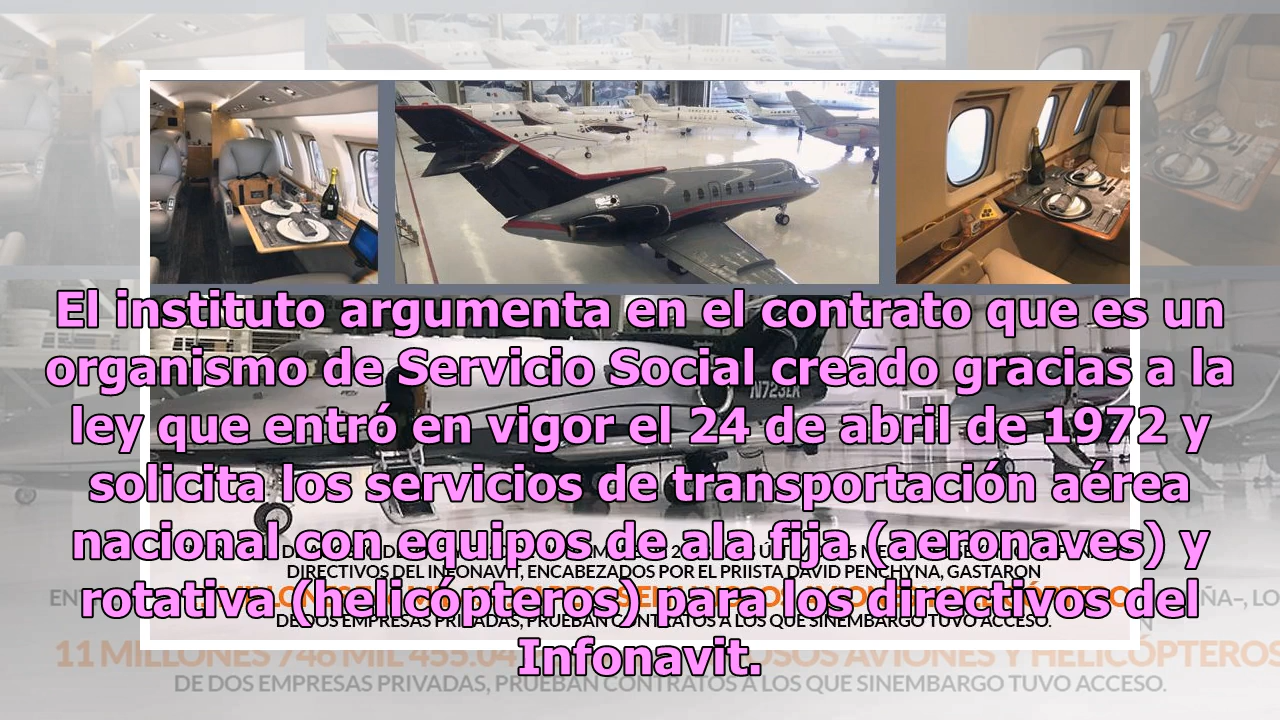 El instituto argumenta en el contrato que es un
organismo de Servicio Social creado gracias a la
ley que entró en vigor el 24 de abril de 1972 y
solicita los servicios de transportación aérea
nacional con equipos de ala fija (aeronaves) y
DIRECTIVOS DEL INFONAVIT, ENCABEZADOS POR EL PRIISTA DAVID PENCHYNA, GASTARON
rotativa (helicópteros) para los directivos del
DE DOS EMPRESAS PRIVADAS, PRUEBAN CONTRATOS A LOS QUE SINEMBARGO TUVO ACCESO.
Infonavit.
11 MILLONES 746 MIL AVIONES Y HELICÓPTEROS
DE DOS EMPRESAS PRIVADAS, PRUEBAN CONTRATOS A LOS QUE SINEMBARGO TUVO ACCESO.